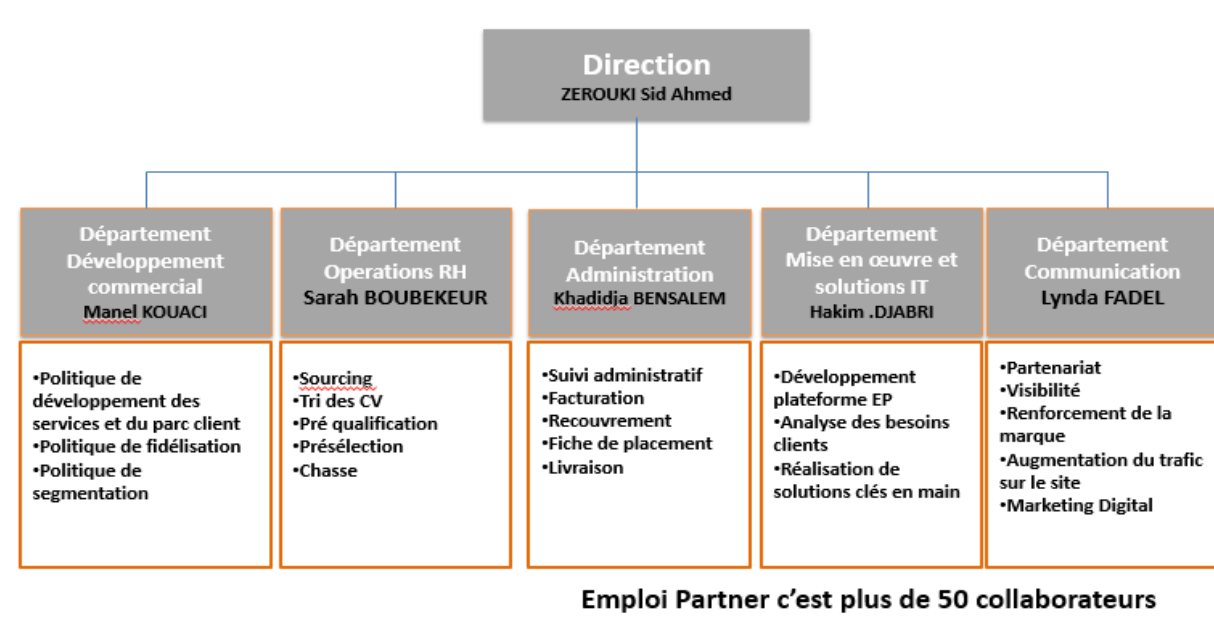 Direction
ZEROUKI Sid Ahmed
Département
Développement
commercial
Manel KOUACI
Département
Operations RH
Sarah BOUBEKEUR
Département
Administration
Khadidja BENSALEM
Département
Mise en œuvre et
solutions IT
Hakim .DJABRI
Département
Communication
Lynda FADEL
•Politique de
développement des
services et du parc client
•Politique de fidélisation
•Politique de
segmentation
•Sourcing
•Tri des CV
•Pré qualification
•Présélection
•Chasse
•Suivi administratif
•Facturation
•Recouvrement
•Fiche de placement
•Livraison
•Développement
plateforme EP
•Analyse des besoins
clients
•Réalisation de
solutions clés en main
•Partenariat
•Visibilité
•Renforcement de la
marque
•Augmentation du trafic
sur le site
•Marketing Digital
Emploi Partner c’est plus de 50 collaborateurs